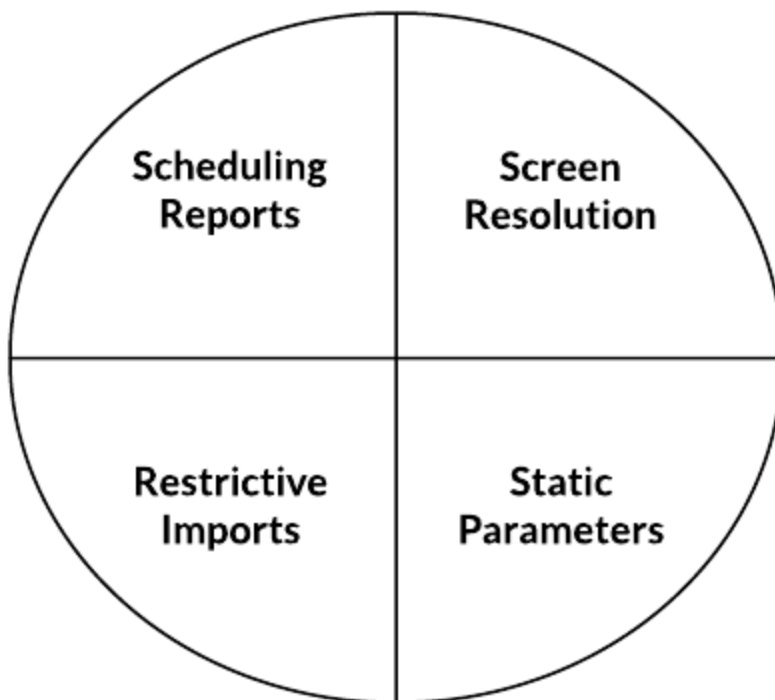 Scheduling
Reports
Screen
Resolution
Restrictive
Imports
Static
Parameters